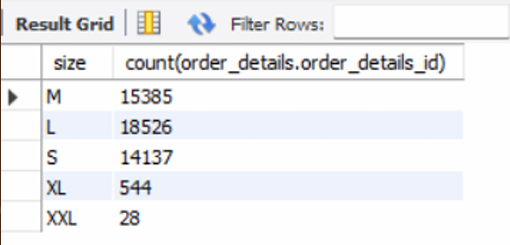 Result Grid Filter Rows:
size count(order_details.order_details_id)
M 15385
L 18526
S 14137
XL 544
XXL 28